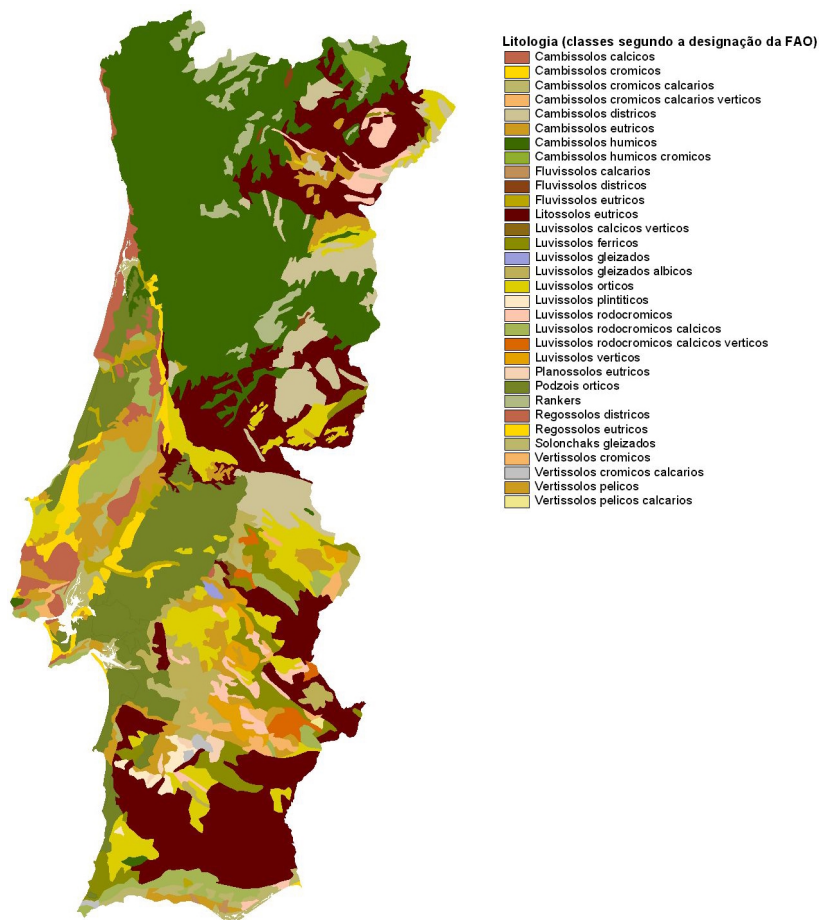 Litologia (classes segundo a designação da FAO)
Cambissolos calcicos
Cambissolos cromicos
Cambissolos cromicos calcarios
Cambissolos cromicos calcarios verticos
Cambissolos districos
Cambissolos eutricos
Cambissolos humicos
Cambissolos humicos cromicos
Fluvissolos calcarios
Fluvissolos districos
Fluvissolos eutricos
Litossolos eutricos
Luvissolos calcicos verticos
Luvissolos ferricos
Luvissolos gleizados
Luvissolos gleizados albicos
Luvissolos orticos
Luvissolos plintiticos
Luvissolos rodocromicos
Luvissolos rodocromicos calcicos
Luvissolos rodocromicos calcicos verticos
Luvissolos verticos
Planossolos eutricos
Podzois orticos
Rankers
Regossolos districos
Regossolos eutricos
Solonchaks gleizados
Vertissolos cromicos
Vertissolos cromicos calcarios
Vertissolos pelicos
Vertissolos pelicos calcarios